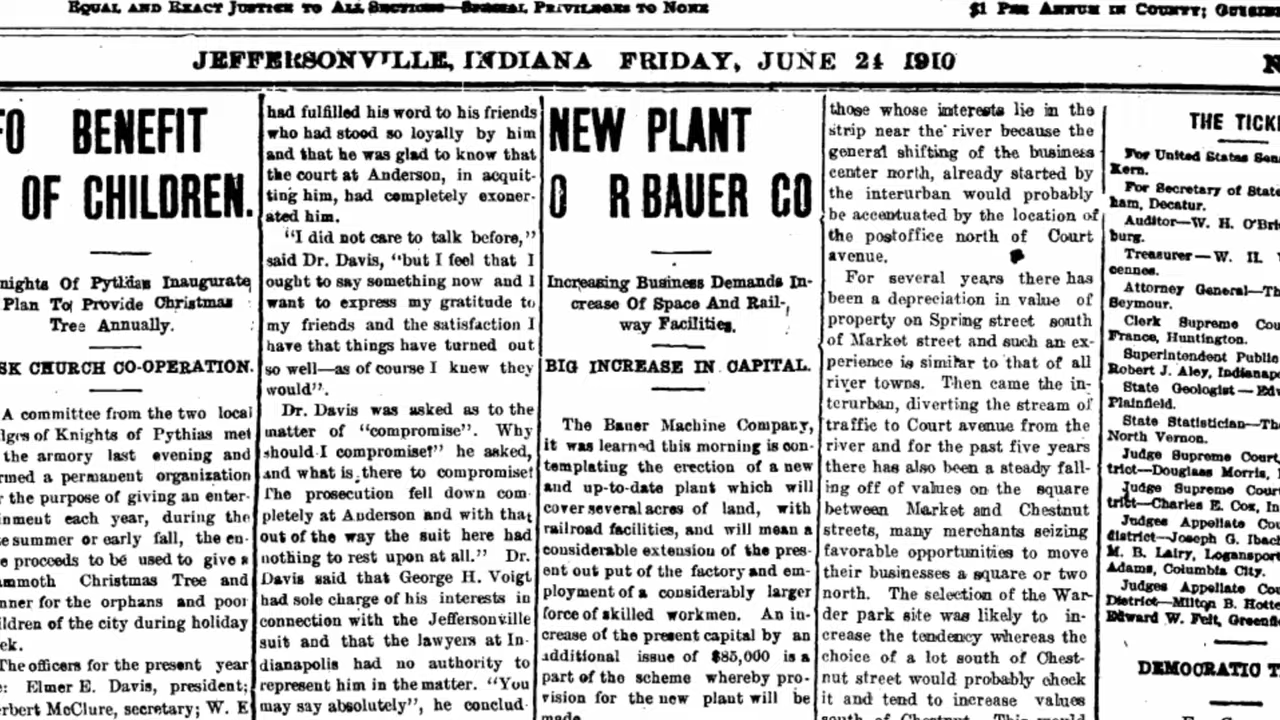 EQUAL AND EXACT JUSTICE TO ALL SECTIONS—SPECIAL PRIVILEGES TO NONE
$1 PER ANNUM IN COUNTY;
JEFFERSONVILLE, INDIANA FRIDAY, JUNE 24 1910
BENEFIT
OF CHILDREN.
nights Of Pythias Inaugurate
Plan To Provide Christmas
Tree Annually.
SK CHURCH CO-OPERATION.
A committee from the two local
lges of Knights of Pythias met
the armory last evening and
rmed a permanent organization
r the purpose of giving an enter-
inment each year, during the
e summer or early fall, the en-
e proceeds to be used to give a
ammoth Christmas Tree and
nner for the orphans and poor
ildren of the city during holiday
ek.
The officers for the present year
e: Elmer E. Davis, president;
erbert McClure, secretary; W. E
had fulfilled his word to his friends
who had stood so loyally by him
and that he was glad to know that
the court at Anderson, in acquit-
ting him, had completely exoner-
ated him.
"I did not care to talk before,"
said Dr. Davis, "but I feel that I
ought to say something now and I
want to express my gratitude to
my friends and the satisfaction I
have that things have turned out
so well—as of course I knew they
would".
Dr. Davis was asked as to the
matter of "compromise". Why
should I compromise?" he asked,
and what is there to compromise?
The prosecution fell down com
pletely at Anderson and with that
out of the way the suit here had
nothing to rest upon at all." Dr.
Davis said that George H. Voigt
had sole charge of his interests in
connection with the Jeffersonville
suit and that the lawyers at In-
dianapolis had no authority to
represent him in the matter. "You
may say absolutely", he conclud-
NEW PLANT
O R BAUER CO
Increasing Business Demands In-
crease Of Space And Rail-
way Facilities.
BIG INCREASE IN CAPITAL.
The Bauer Machine Company,
it was learned this morning is con-
templating the erection of a new
and up-to-date plant which will
cover several acres of land, with
railroad facilities, and will mean a
considerable extension of the pres-
ent out put of the factory and em-
ployment of a considerably larger
force of skilled workmen. An in-
crease of the present capital by an
additional issue of $85,000 is a
part of the scheme whereby pro-
vision for the new plant will be
made.
those whose interests lie in the
strip near the river because the
general shifting of the business
center north, already started by
the interurban would probably
be accentuated by the location of
the postoffice north of Court
avenue.
For several years there has
been a depreciation in value of
property on Spring street south
of Market street and such an ex-
perience is similar to that of all
river towns. Then came the in-
terurban, diverting the stream of
traffic to Court avenue from the
river and for the past five years
there has also been a steady fall-
ing off of values on the square
between Market and Chestnut
streets, many merchants seizing
favorable opportunities to move
their businesses a square or two
north. The selection of the War-
der park site was likely to in-
crease the tendency whereas the
choice of a lot south of Chest-
nut street would probably check
it and tend to increase values
south of Chestnut. This would
THE TICKE
For United States Sen
Kern.
For Secretary of State
ham, Decatur.
Auditor—W. H. O'Bri
burg.
Treasurer—W. H.
cennes.
Attorney General—Th
Seymour.
Clerk Supreme Cou
France, Huntington.
Superintendent Public
Robert J. Aley, Indianapo
State Geologist—Edw
Plainfield.
State Statistician—Th
North Vernon.
Judge Supreme Court,
trict—Douglass Morris,
Judge Supreme Cour
trict—Charles E. Cox, In
Judges Appellate Cou
district—Joseph G. Ibach
M. B. Lairy, Logansport
Adams, Columbia City.
Judges Appellate Cou
District—Milton B. Hotte
Edward W. Felt, Greenfi
DEMOCRATIC T